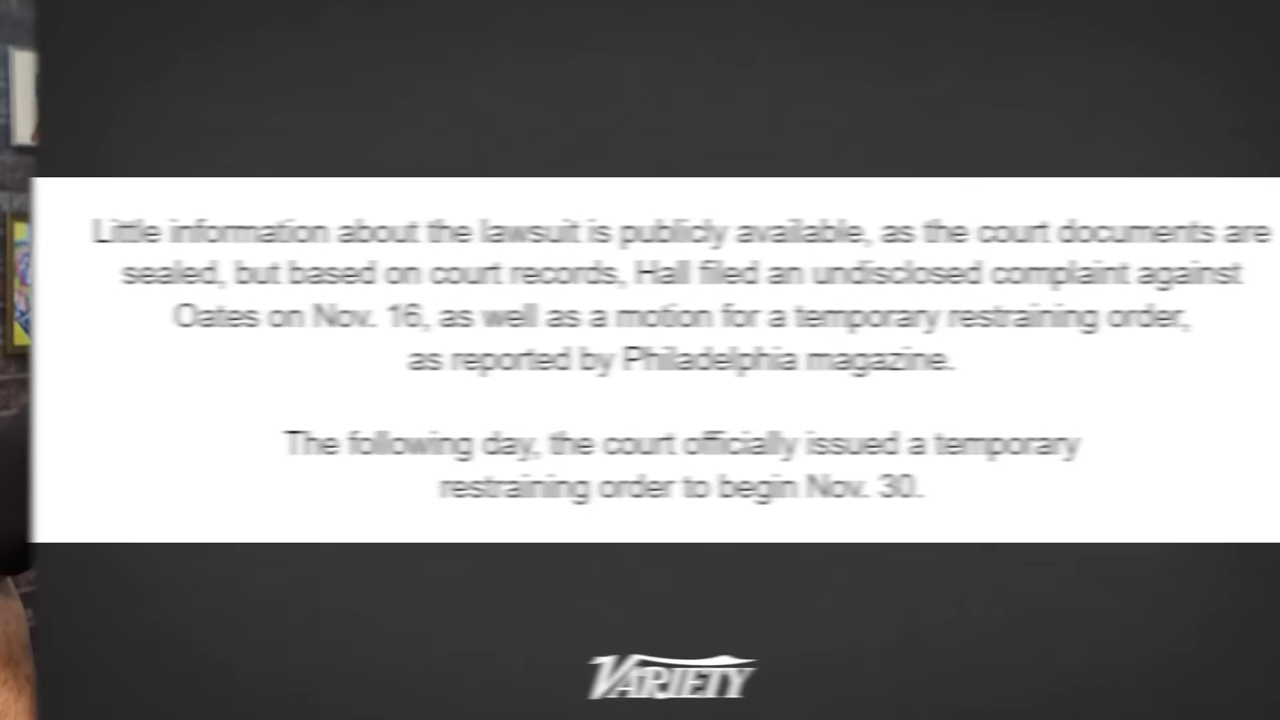 Little information about the lawsuit is publicly available, as the court documents are
sealed, but based on court records, Hall filed an undisclosed complaint against
Oates on Nov. 16, as well as a motion for a temporary restraining order,
as reported by Philadelphia magazine.
The following day, the court officially issued a temporary
restraining order to begin Nov. 30.
VARIETY